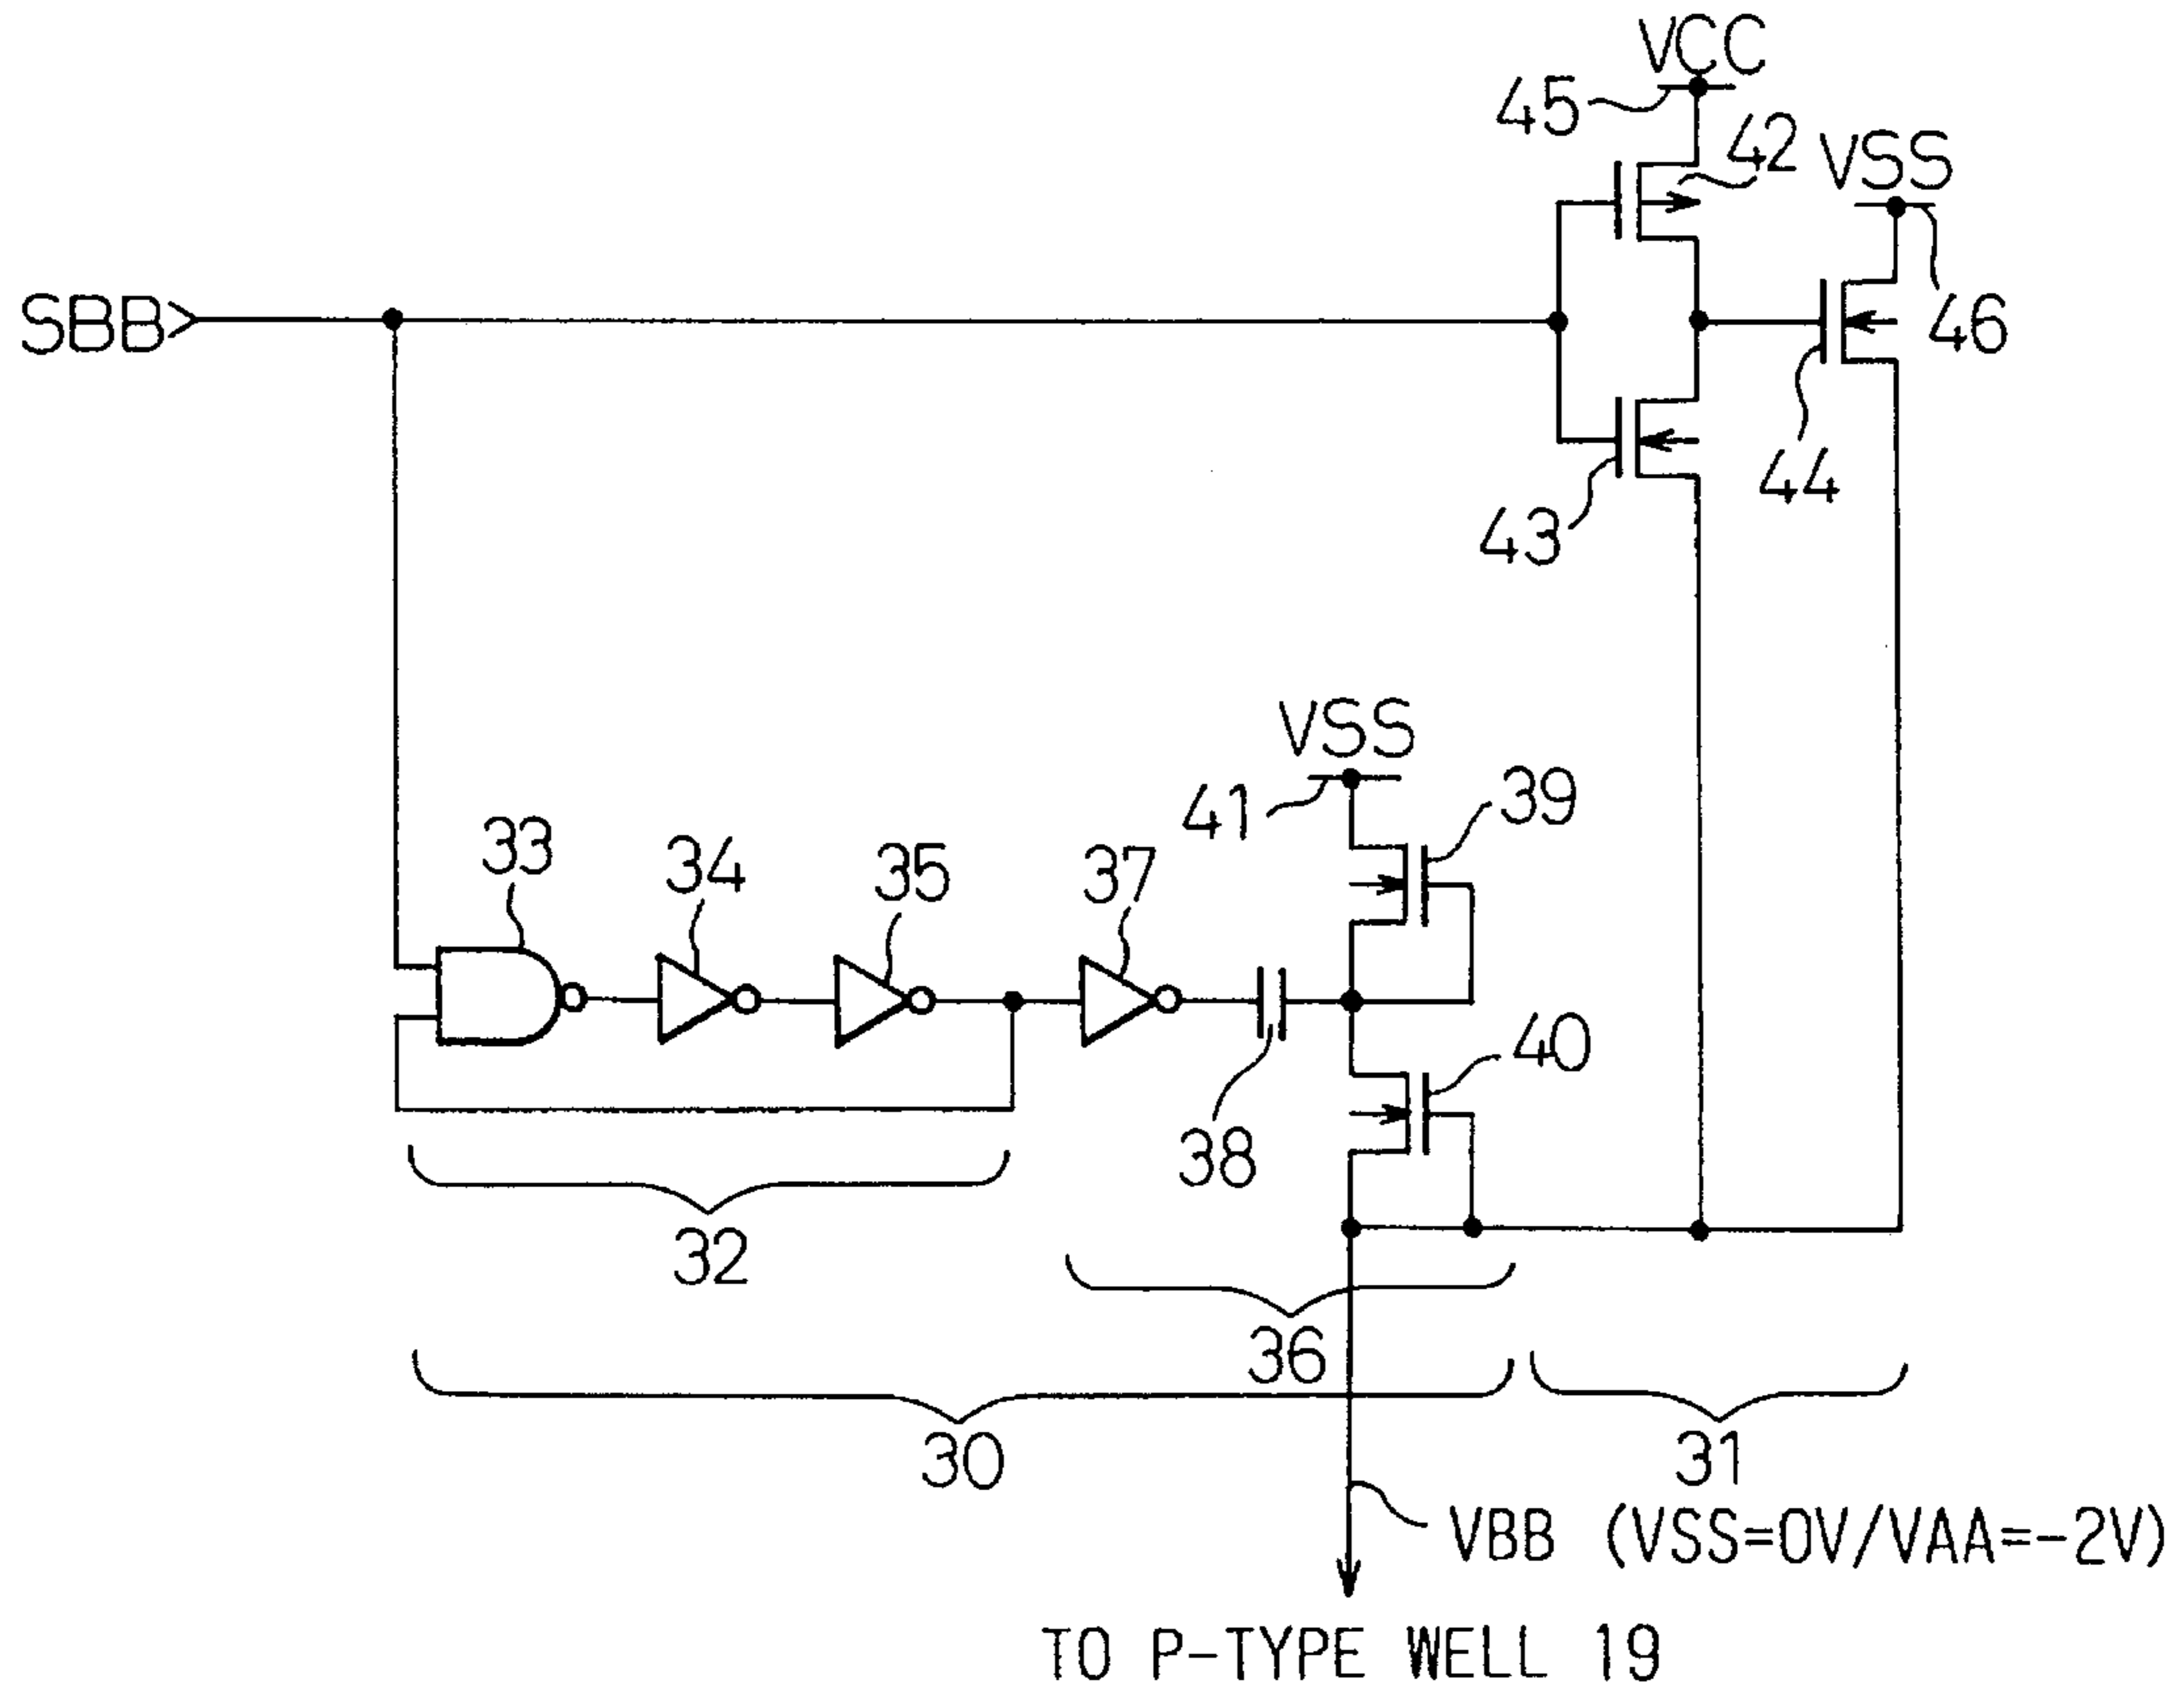 VCC
45
42
VSS
SBB
46
44
43
VSS
41
39
33
34
35
37
40
38
32
36
30
31
VBB (VSS=0V/VAA=-2V)
TO P-TYPE WELL 19